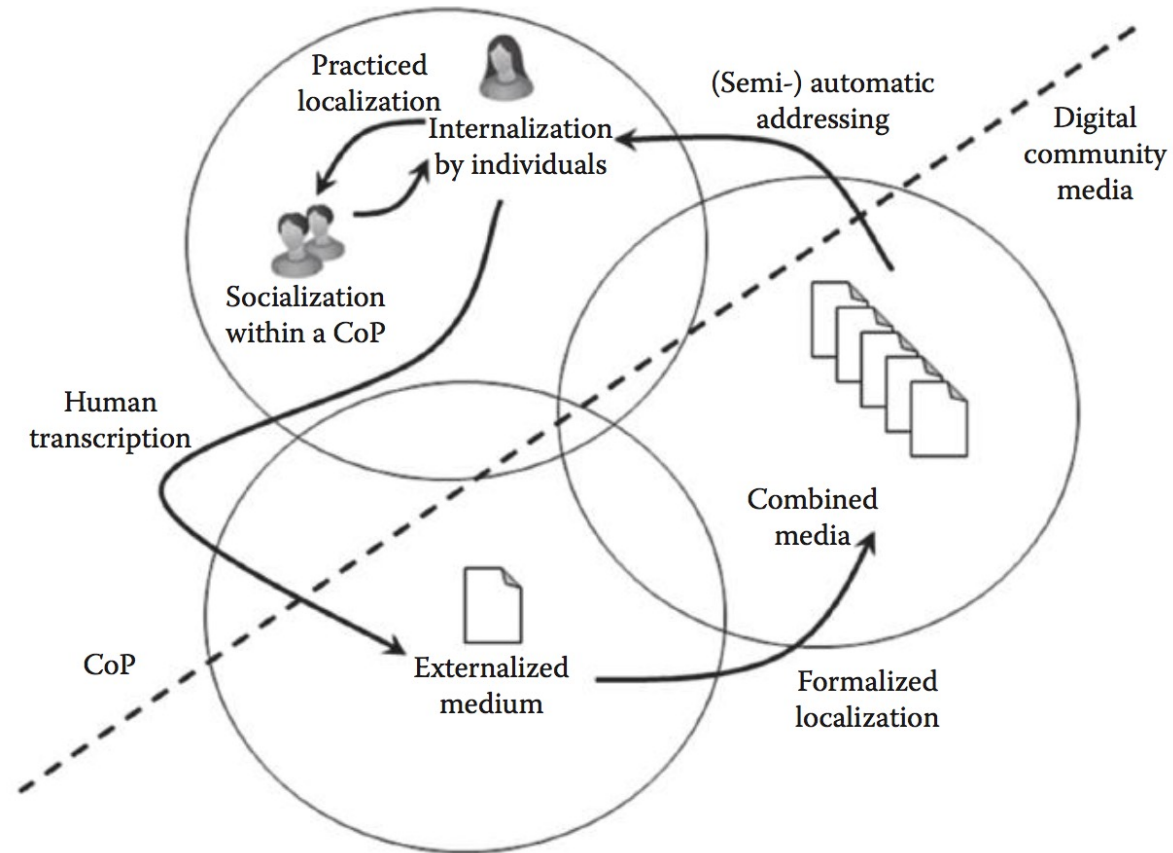 Practiced
localization
Internalization
by individuals
(Semi-) automatic
addressing
Digital
community
media
Socialization
within a CoP
Human
transcription
Combined
media
CoP
Externalized
medium
Formalized
localization